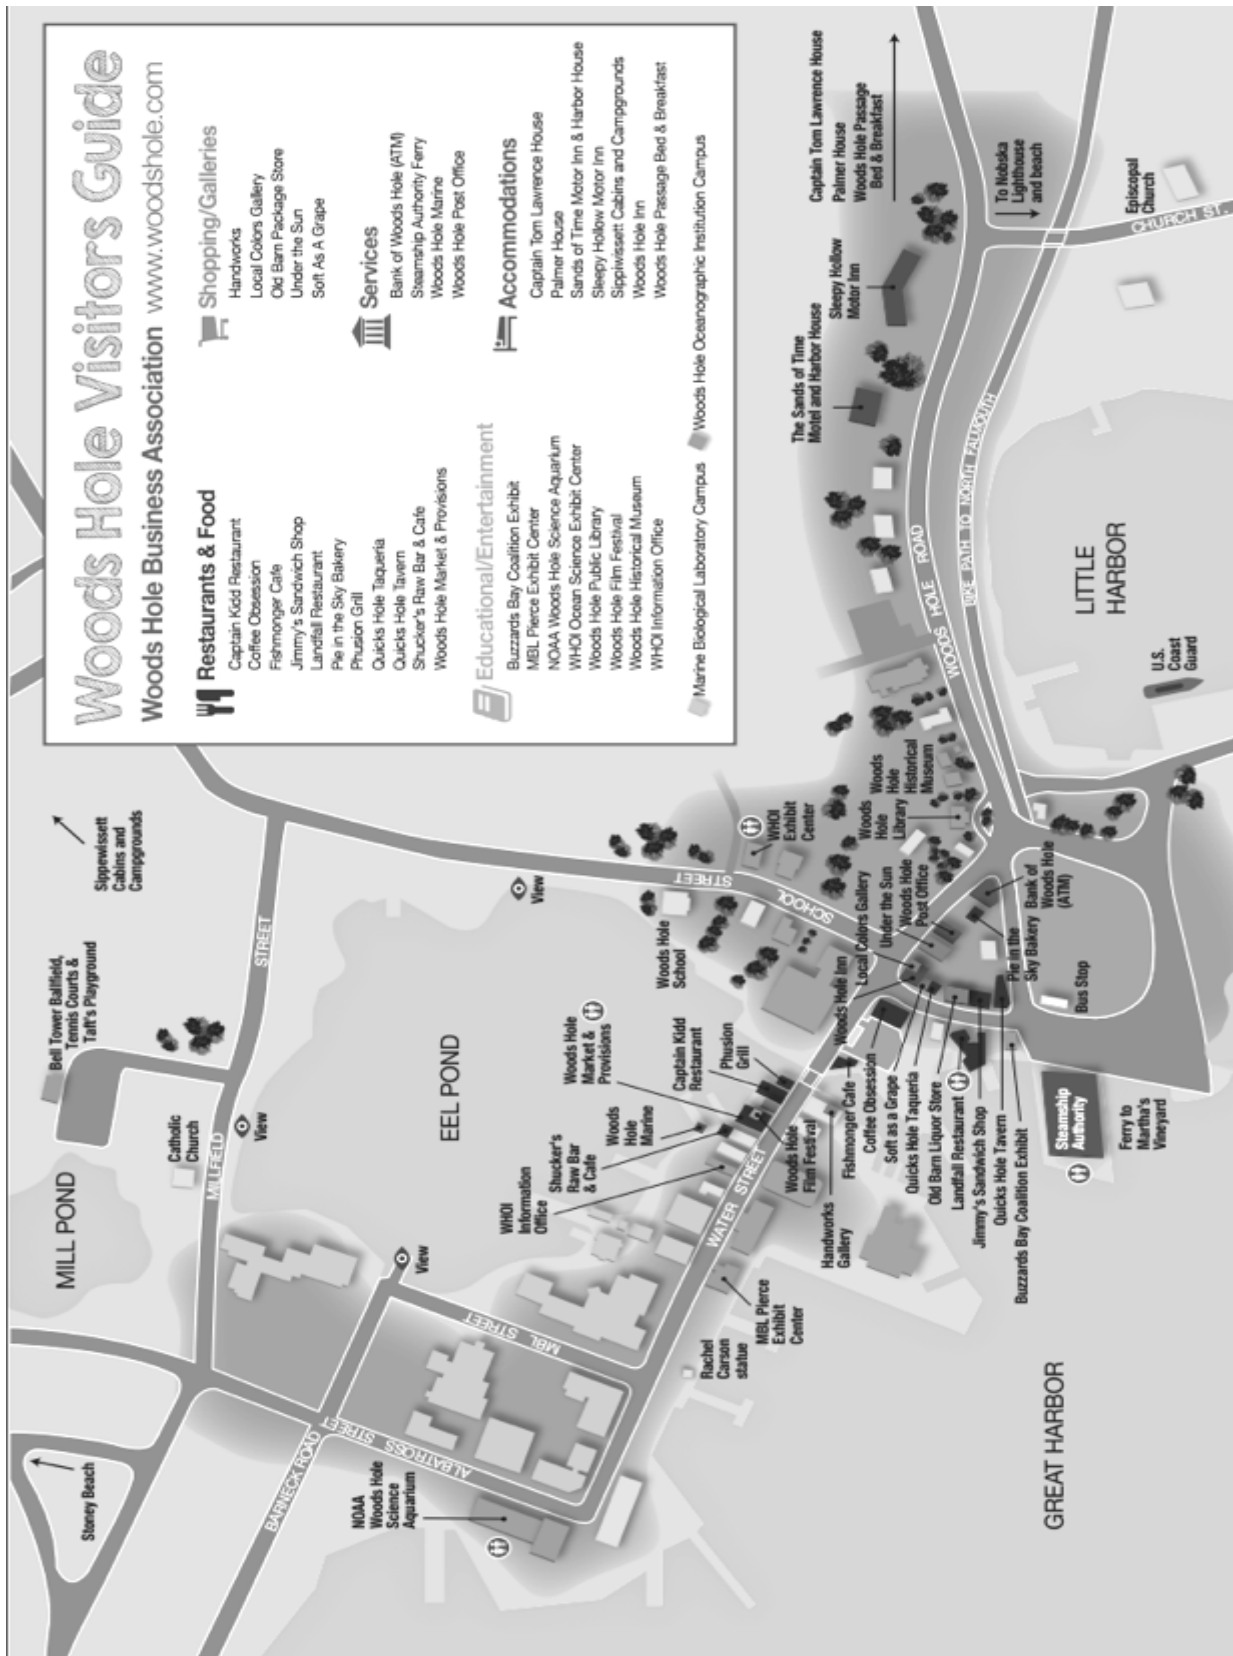 Woods Hole Visitors Guide
Woods Hole Business Association www.woodshole.com
Restaurants & Food
Captain Kidd Restaurant
Coffee Obsession
Fishmonger Cafe
Jimmy's Sandwich Shop
Landfall Restaurant
Pie in the Sky Bakery
Phusion Grill
Quicks Hole Taqueria
Quicks Hole Tavern
Shucker's Raw Bar & Cafe
Woods Hole Market & Provisions
Shopping/Galleries
Handworks
Local Colors Gallery
Old Barn Package Store
Under the Sun
Soft As A Grape
Services
Bank of Woods Hole (ATM)
Steamship Authority Ferry
Woods Hole Marine
Woods Hole Post Office
Educational/Entertainment
Buzzards Bay Coalition Exhibit
MBL Pierce Exhibit Center
NOAA Woods Hole Science Aquarium
WHOI Ocean Science Exhibit Center
Woods Hole Public Library
Woods Hole Film Festival
Woods Hole Historical Museum
WHOI Information Office
Accommodations
Captain Tom Lawrence House
Palmer House
Sands of Time Motor Inn & Harbor House
Sleepy Hollow Motor Inn
Sippiwissett Cabins and Campgrounds
Woods Hole Inn
Woods Hole Passage Bed & Breakfast
Marine Biological Laboratory Campus
Woods Hole Oceanographic Institution Campus
Stoney Beach
MILL POND
Bell Tower Ballfield,
Tennis Courts &
Taft's Playground
Sippewissett
Cabins and
Campgrounds
Catholic
Church
MILLFIELD
STREET
View
View
View
BARNECK ROAD
ALBATROSS STREET
MBL STREET
EEL POND
NOAA
Woods Hole
Science
Aquarium
WHOI
Information
Office
Shucker's
Raw Bar
& Cafe
Woods
Hole
Marine
Woods Hole
Market &
Provisions
Captain Kidd
Restaurant
Phusion
Grill
Woods Hole
School
SCHOOL
STREET
WHOI
Exhibit
Center
WATER STREET
Rachel
Carson
statue
MBL Pierce
Exhibit
Center
Woods Hole
Film Festival
Handworks
Gallery
Fishmonger Cafe
Coffee Obsession
Soft as a Grape
Quicks Hole Taqueria
Old Barn Liquor Store
Landfall Restaurant
Jimmy's Sandwich Shop
Quicks Hole Tavern
Buzzards Bay Coalition Exhibit
Woods Hole Inn
Local Colors Gallery
Under the Sun
Woods Hole
Post Office
Woods
Hole
Library
Woods
Hole
Historical
Museum
Pie in the
Sky Bakery
Bank of
Woods Hole
(ATM)
Bus Stop
Steamship
Authority
Ferry to
Martha's
Vineyard
GREAT HARBOR
WOODS HOLE ROAD
BIKE PATH TO NORTH FALMOUTH
The Sands of Time
Motel and Harbor House
Sleepy Hollow
Motor Inn
Captain Tom Lawrence House
Palmer House
Woods Hole Passage
Bed & Breakfast
To Nobska
Lighthouse
and beach
Episcopal
Church
CHURCH ST.
LITTLE
HARBOR
U.S.
Coast
Guard